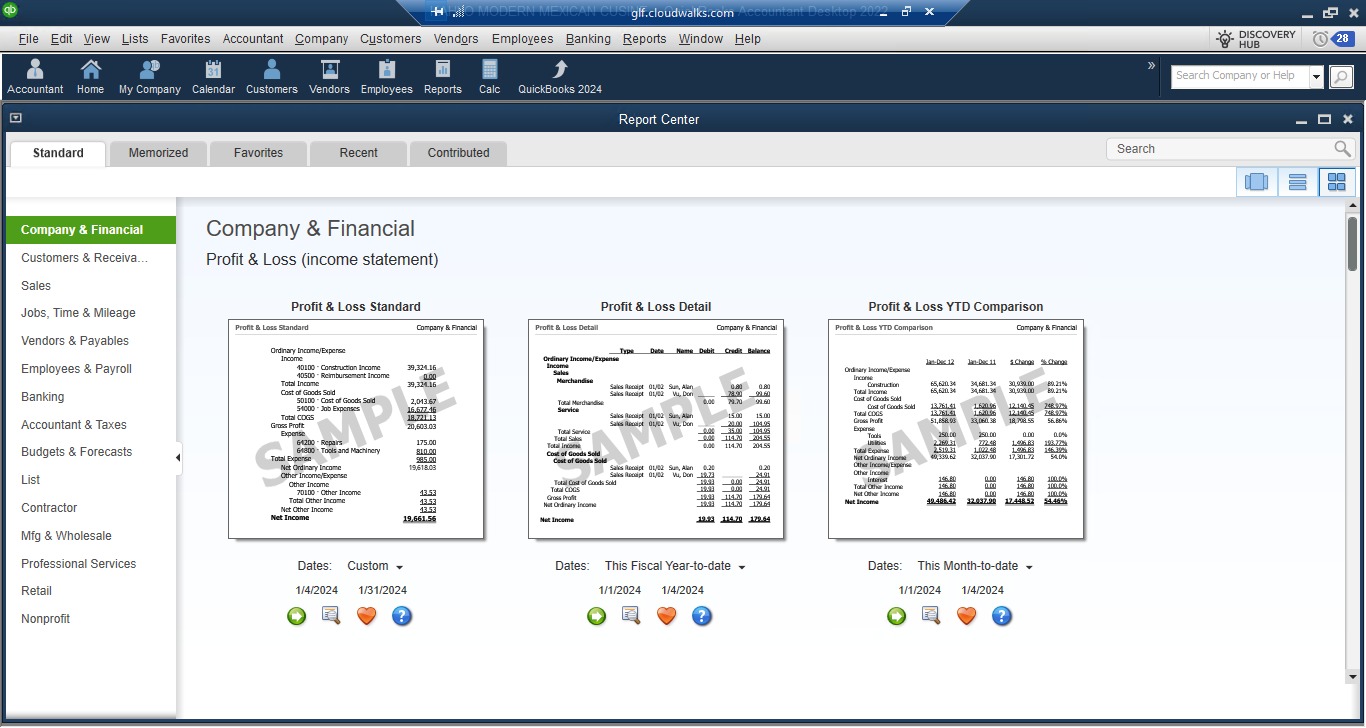 MODERN MEXICAN Accountant Desktop 2022
glf.cloudwalks.com
File Edit View Lists Favorites Accountant Company Customers Vendors Employees Banking Reports Window Help
DISCOVERY HUB 28
Accountant Home My Company Calendar Customers Vendors Employees Reports Calc QuickBooks 2024
Search Company or Help
Report Center
Standard Memorized Favorites Recent Contributed
Search
Company & Financial
Customers & Receiva...
Sales
Jobs, Time & Mileage
Vendors & Payables
Employees & Payroll
Banking
Accountant & Taxes
Budgets & Forecasts
List
Contractor
Mfg & Wholesale
Professional Services
Retail
Nonprofit
Company & Financial
Profit & Loss (income statement)
Profit & Loss Standard
Profit & Loss Standard Company & Financial
Ordinary Income/Expense
Income
40100 · Construction Income 39,324.16
40500 · Reimbursement Income 0.00
Total Income 39,324.16
Cost of Goods Sold
50100 · Cost of Goods Sold 2,043.67
54000 · Job Expenses 16,677.46
Total COGS 18,721.13
Gross Profit 20,603.03
Expense
64200 · Repairs 175.00
64800 · Tools and Machinery 810.00
Total Expense 985.00
Net Ordinary Income 19,618.03
Other Income/Expense
Other Income
70100 · Other Income 43.53
Total Other Income 43.53
Net Other Income 43.53
Net Income 19,661.56
SAMPLE
Dates: Custom
1/4/2024 1/31/2024
Profit & Loss Detail
Profit & Loss Detail Company & Financial
Type Date Name Debit Credit Balance
Ordinary Income/Expense
Income
Sales
Merchandise
Sales Receipt 01/02 Sun, Alan 0.80 0.80
Sales Receipt 01/02 Vu, Don 78.90 99.60
Total Merchandise 0.00 79.70 99.60
Service
Sales Receipt 01/02 Sun, Alan 15.00 15.00
Sales Receipt 01/02 Vu, Don 20.00 104.95
Total Service 0.00 35.00 104.95
Total Sales 0.00 114.70 204.55
Total Income 0.00 114.70 204.55
Cost of Goods Sold
Cost of Goods Sold
Sales Receipt 01/02 Sun, Alan 0.20 0.20
Sales Receipt 01/02 Vu, Don 19.73 24.91
Total Cost of Goods Sold 19.93 0.00 24.91
Total COGS 19.93 0.00 24.91
Gross Profit 19.93 114.70 179.64
Net Ordinary Income 19.93 114.70 179.64
Net Income 19.93 114.70 179.64
SAMPLE
Dates: This Fiscal Year-to-date
1/1/2024 1/4/2024
Profit & Loss YTD Comparison
Profit & Loss YTD Comparison Company & Financial
Jan-Dec 12 Jan-Dec 11 $ Change % Change
Ordinary Income/Expense
Income
Construction 65,620.34 34,681.34 30,939.00 89.21%
Total Income 65,620.34 34,681.34 30,939.00 89.21%
Cost of Goods Sold
Cost of Goods Sold 13,761.41 1,620.96 12,140.45 748.97%
Total COGS 13,761.41 1,620.96 12,140.45 748.97%
Gross Profit 51,858.93 33,060.38 18,798.55 56.86%
Expense
Tools 250.00 250.00 0.00 0.0%
Utilities 2,269.31 772.48 1,496.83 193.77%
Total Expense 2,519.31 1,022.48 1,496.83 146.39%
Net Ordinary Income 49,339.62 32,037.90 17,301.72 54.0%
Other Income/Expense
Other Income
Interest 146.80 0.00 146.80 100.0%
Total Other Income 146.80 0.00 146.80 100.0%
Net Other Income 146.80 0.00 146.80 100.0%
Net Income 49,486.42 32,037.90 17,448.52 54.46%
SAMPLE
Dates: This Month-to-date
1/1/2024 1/4/2024